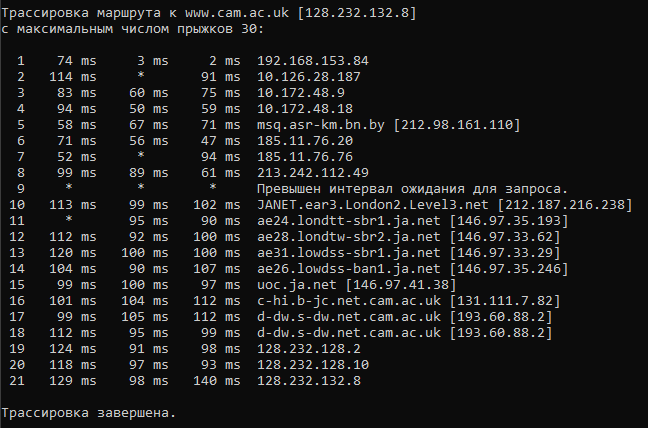 Трассировка маршрута к www.cam.ac.uk [128.232.132.8]
с максимальным числом прыжков 30:

  1    74 ms     3 ms     2 ms  192.168.153.84
  2   114 ms     *       91 ms  10.126.28.187
  3    83 ms    60 ms    75 ms  10.172.48.9
  4    94 ms    50 ms    59 ms  10.172.48.18
  5    58 ms    67 ms    71 ms  msq.asr-km.bn.by [212.98.161.110]
  6    71 ms    56 ms    47 ms  185.11.76.20
  7    52 ms     *       94 ms  185.11.76.76
  8    99 ms    89 ms    61 ms  213.242.112.49
  9     *        *        *     Превышен интервал ожидания для запроса.
 10   113 ms    99 ms   102 ms  JANET.ear3.London2.Level3.net [212.187.216.238]
 11     *       95 ms    90 ms  ae24.londtt-sbr1.ja.net [146.97.35.193]
 12   112 ms    92 ms   100 ms  ae28.londtw-sbr2.ja.net [146.97.33.62]
 13   120 ms   100 ms   100 ms  ae31.lowdss-sbr1.ja.net [146.97.33.29]
 14   104 ms    90 ms   107 ms  ae26.lowdss-ban1.ja.net [146.97.35.246]
 15    99 ms   100 ms    97 ms  uoc.ja.net [146.97.41.38]
 16   101 ms   104 ms   112 ms  c-hi.b-jc.net.cam.ac.uk [131.111.7.82]
 17    99 ms   105 ms   112 ms  d-dw.s-dw.net.cam.ac.uk [193.60.88.2]
 18   112 ms    95 ms    99 ms  d-dw.s-dw.net.cam.ac.uk [193.60.88.2]
 19   124 ms    91 ms    98 ms  128.232.128.2
 20   118 ms    97 ms    93 ms  128.232.128.10
 21   129 ms    98 ms   140 ms  128.232.132.8

Трассировка завершена.